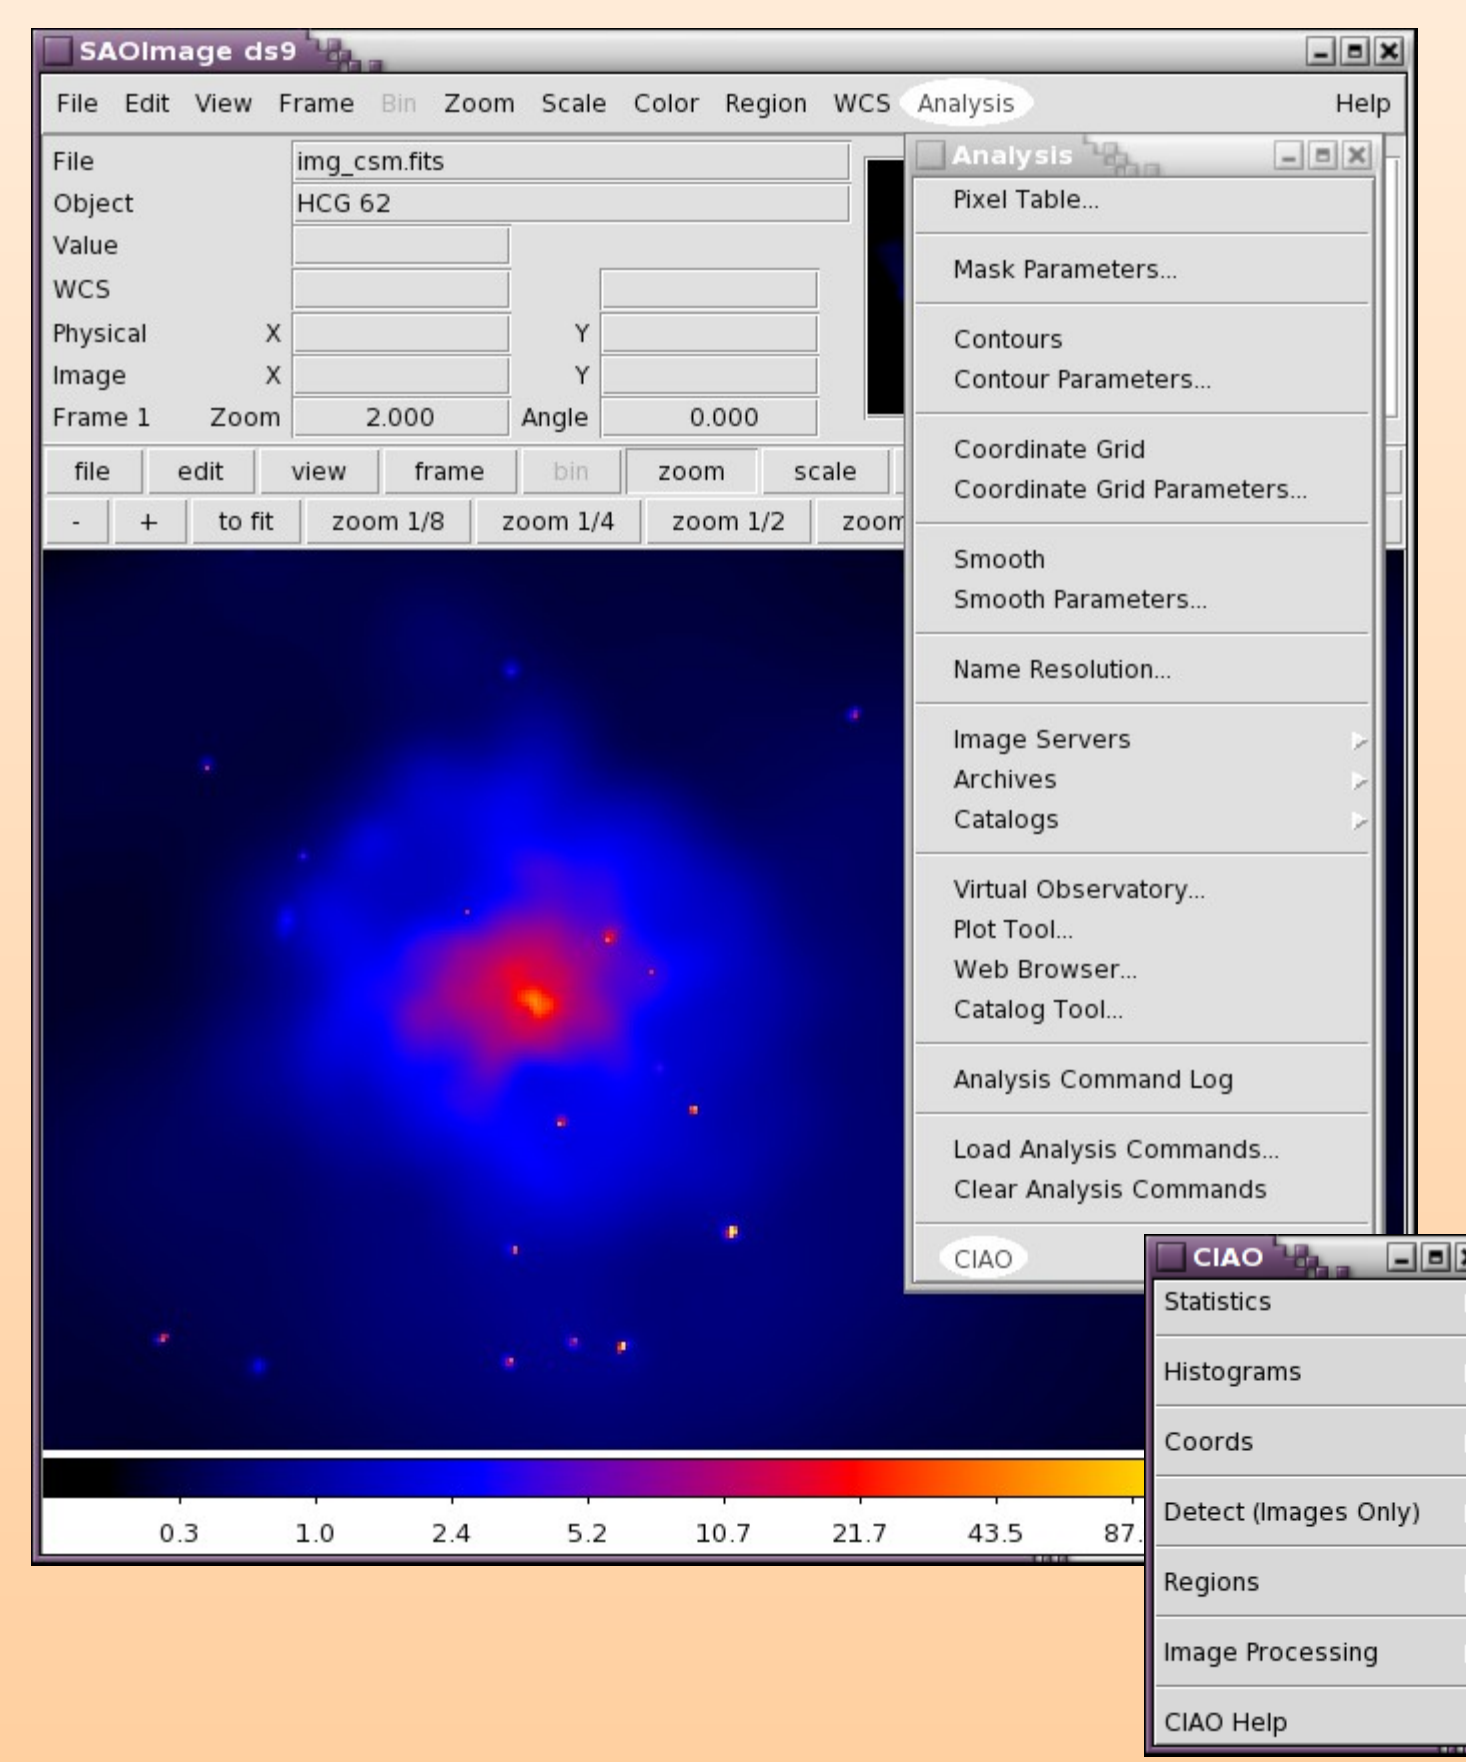 SAOImage ds9
File Edit View Frame Bin Zoom Scale Color Region WCS Analysis Help
File img_csm.fits
Object HCG 62
Value
WCS
Physical X Y
Image X Y
Frame 1 Zoom 2.000 Angle 0.000
file edit view frame bin zoom scale
- + to fit zoom 1/8 zoom 1/4 zoom 1/2 zoom
Analysis
Pixel Table...
Mask Parameters...
Contours
Contour Parameters...
Coordinate Grid
Coordinate Grid Parameters...
Smooth
Smooth Parameters...
Name Resolution...
Image Servers
Archives
Catalogs
Virtual Observatory...
Plot Tool...
Web Browser...
Catalog Tool...
Analysis Command Log
Load Analysis Commands...
Clear Analysis Commands
CIAO
0.3 1.0 2.4 5.2 10.7 21.7 43.5 87.
CIAO
Statistics
Histograms
Coords
Detect (Images Only)
Regions
Image Processing
CIAO Help